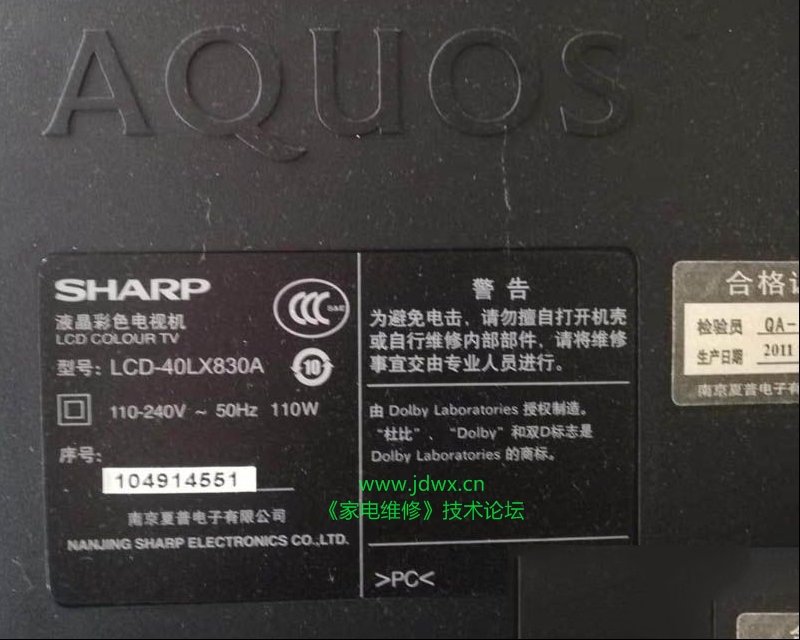 AQUOS
SHARP
液晶彩色电视机
LCD COLOUR TV
型号: LCD-40LX830A
110-240V ~ 50Hz 110W
序号:
104914551
南京夏普电子有限公司
NANJING SHARP ELECTRONICS CO.,LTD.
CCC
S&E
10
警告
为避免电击、请勿擅自打开机壳
或自行维修内部部件、请将维修
事宜交由专业人员进行。
由 Dolby Laboratories 授权制造。
“杜比”、“Dolby”和双D标志是
Dolby Laboratories 的商标。
>PC<
合格
检验员 QA-
生产日期 2011
南京夏普电子有
www.jdwx.cn
《家电维修》技术论坛